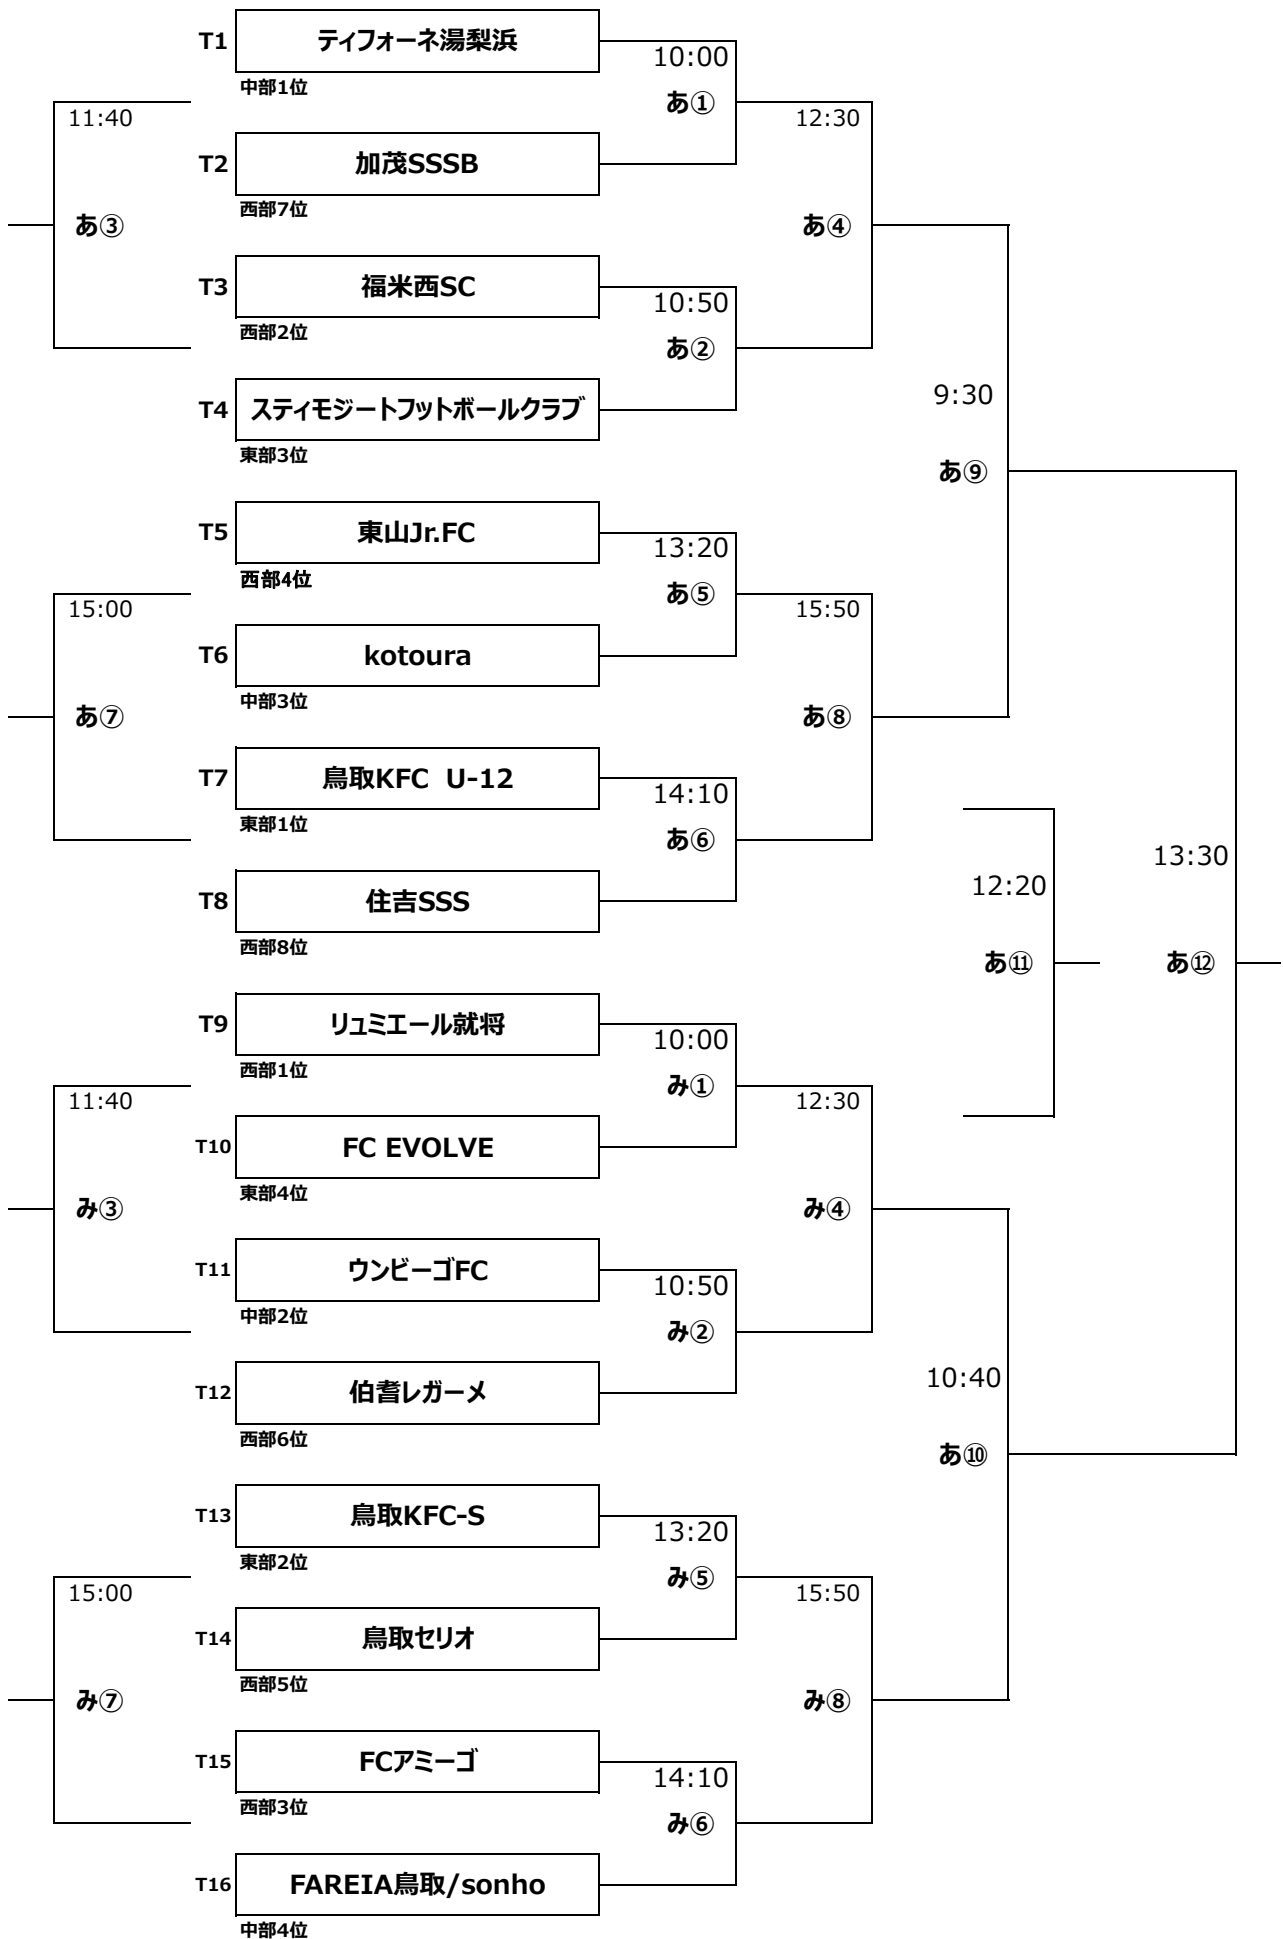 T1 ティフォーネ湯梨浜
中部1位
10:00
あ①
11:40
12:30
T2 加茂SSSB
西部7位
あ③
あ④
T3 福米西SC
西部2位
10:50
あ②
T4 スティモジートフットボールクラブ
東部3位
9:30
あ⑨
T5 東山Jr.FC
西部4位
13:20
あ⑤
15:00
15:50
T6 kotoura
中部3位
あ⑦
あ⑧
T7 鳥取KFC U-12
東部1位
14:10
あ⑥
T8 住吉SSS
西部8位
12:20
あ⑪
13:30
あ⑫
T9 リュミエール就将
西部1位
10:00
み①
11:40
12:30
T10 FC EVOLVE
東部4位
み③
み④
T11 ウンビーゴFC
中部2位
10:50
み②
T12 伯耆レガーメ
西部6位
10:40
あ⑩
T13 鳥取KFC-S
東部2位
13:20
み⑤
15:00
15:50
T14 鳥取セリオ
西部5位
み⑦
み⑧
T15 FCアミーゴ
西部3位
14:10
み⑥
T16 FAREIA鳥取/sonho
中部4位